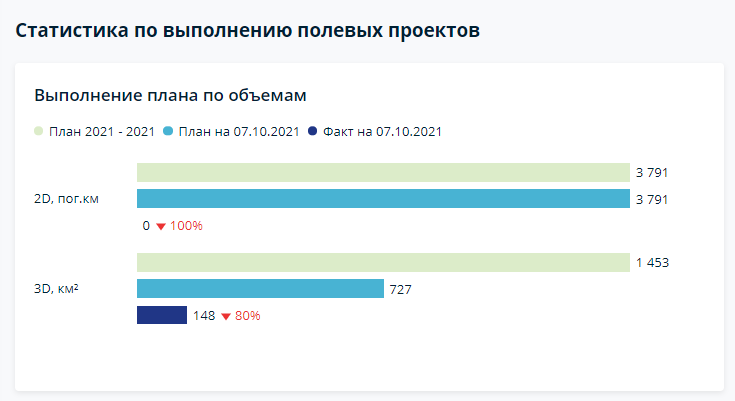 Статистика по выполнению полевых проектов
Выполнение плана по объемам
План 2021 - 2021 План на 07.10.2021 Факт на 07.10.2021
3 791
2D, пог.км
3 791
0 100%
1 453
3D, км²
727
148 80%